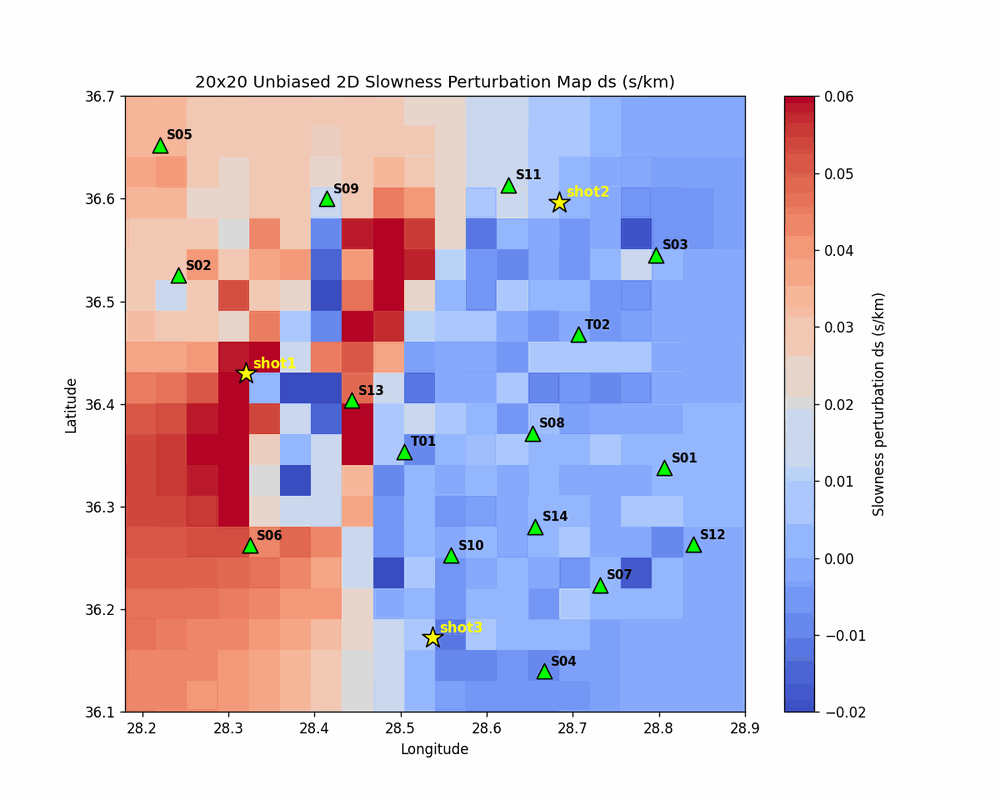 20x20 Unbiased 2D Slowness Perturbation Map ds (s/km)
36.7
0.06
S05
S11
S09
shot2
36.6
0.05
S03
S02
0.04
36.5
T02
shot1
0.03
S13
36.4
S08
T01
0.02
S01
0.01
36.3
S14
S12
S06
S10
0.00
S07
36.2
shot3
−0.01
S04
36.1
−0.02
28.2
28.3
28.4
28.5
28.6
28.7
28.8
28.9
Longitude
Latitude
Slowness perturbation ds (s/km)